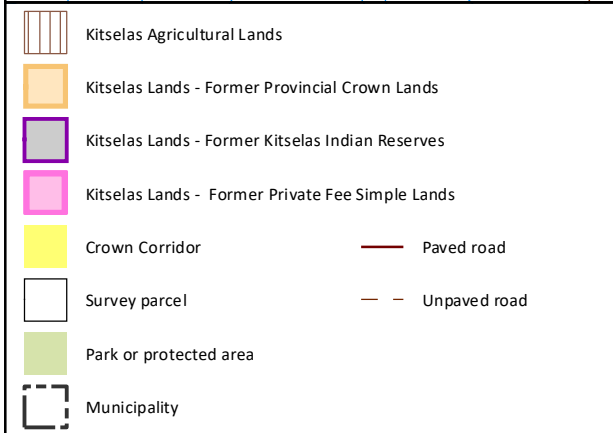 Kitselas Agricultural Lands
Kitselas Lands - Former Provincial Crown Lands
Kitselas Lands - Former Kitselas Indian Reserves
Kitselas Lands -  Former Private Fee Simple Lands
Crown Corridor
Paved road
Survey parcel
Unpaved road
Park or protected area
Municipality